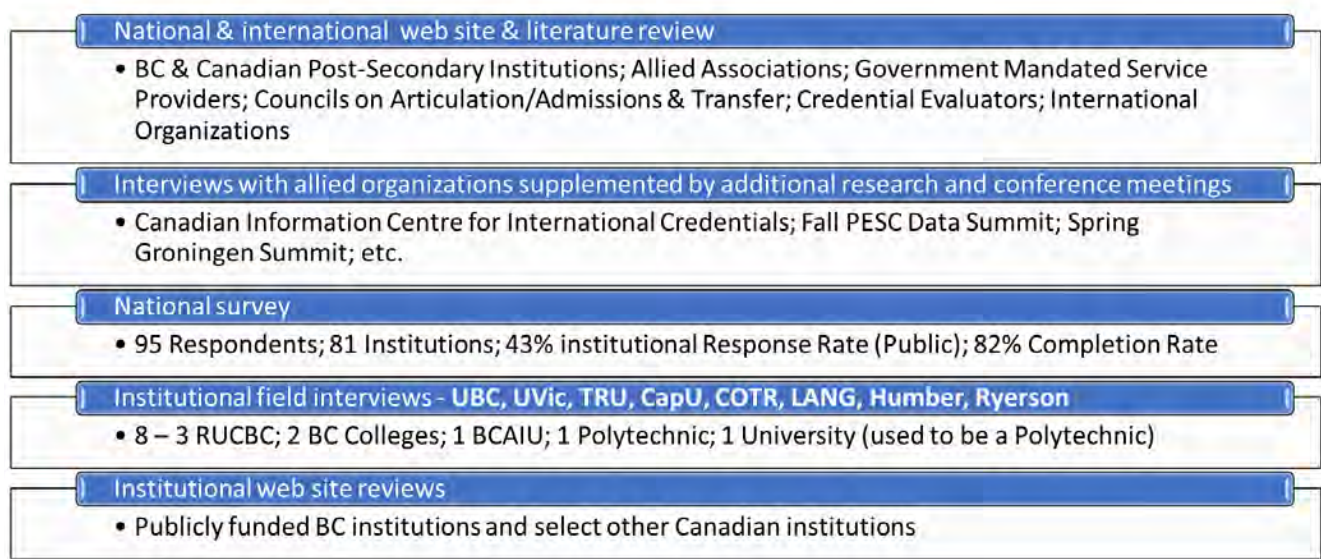 National & international web site & literature review
• BC & Canadian Post-Secondary Institutions; Allied Associations; Government Mandated Service
Providers; Councils on Articulation/Admissions & Transfer; Credential Evaluators; International
Organizations
Interviews with allied organizations supplemented by additional research and conference meetings
• Canadian Information Centre for International Credentials; Fall PESC Data Summit; Spring
Groningen Summit; etc.
National survey
• 95 Respondents; 81 Institutions; 43% institutional Response Rate (Public); 82% Completion Rate
Institutional field interviews - UBC, UVic, TRU, CapU, COTR, LANG, Humber, Ryerson
• 8 – 3 RUCBC; 2 BC Colleges; 1 BCAIU; 1 Polytechnic; 1 University (used to be a Polytechnic)
Institutional web site reviews
• Publicly funded BC institutions and select other Canadian institutions